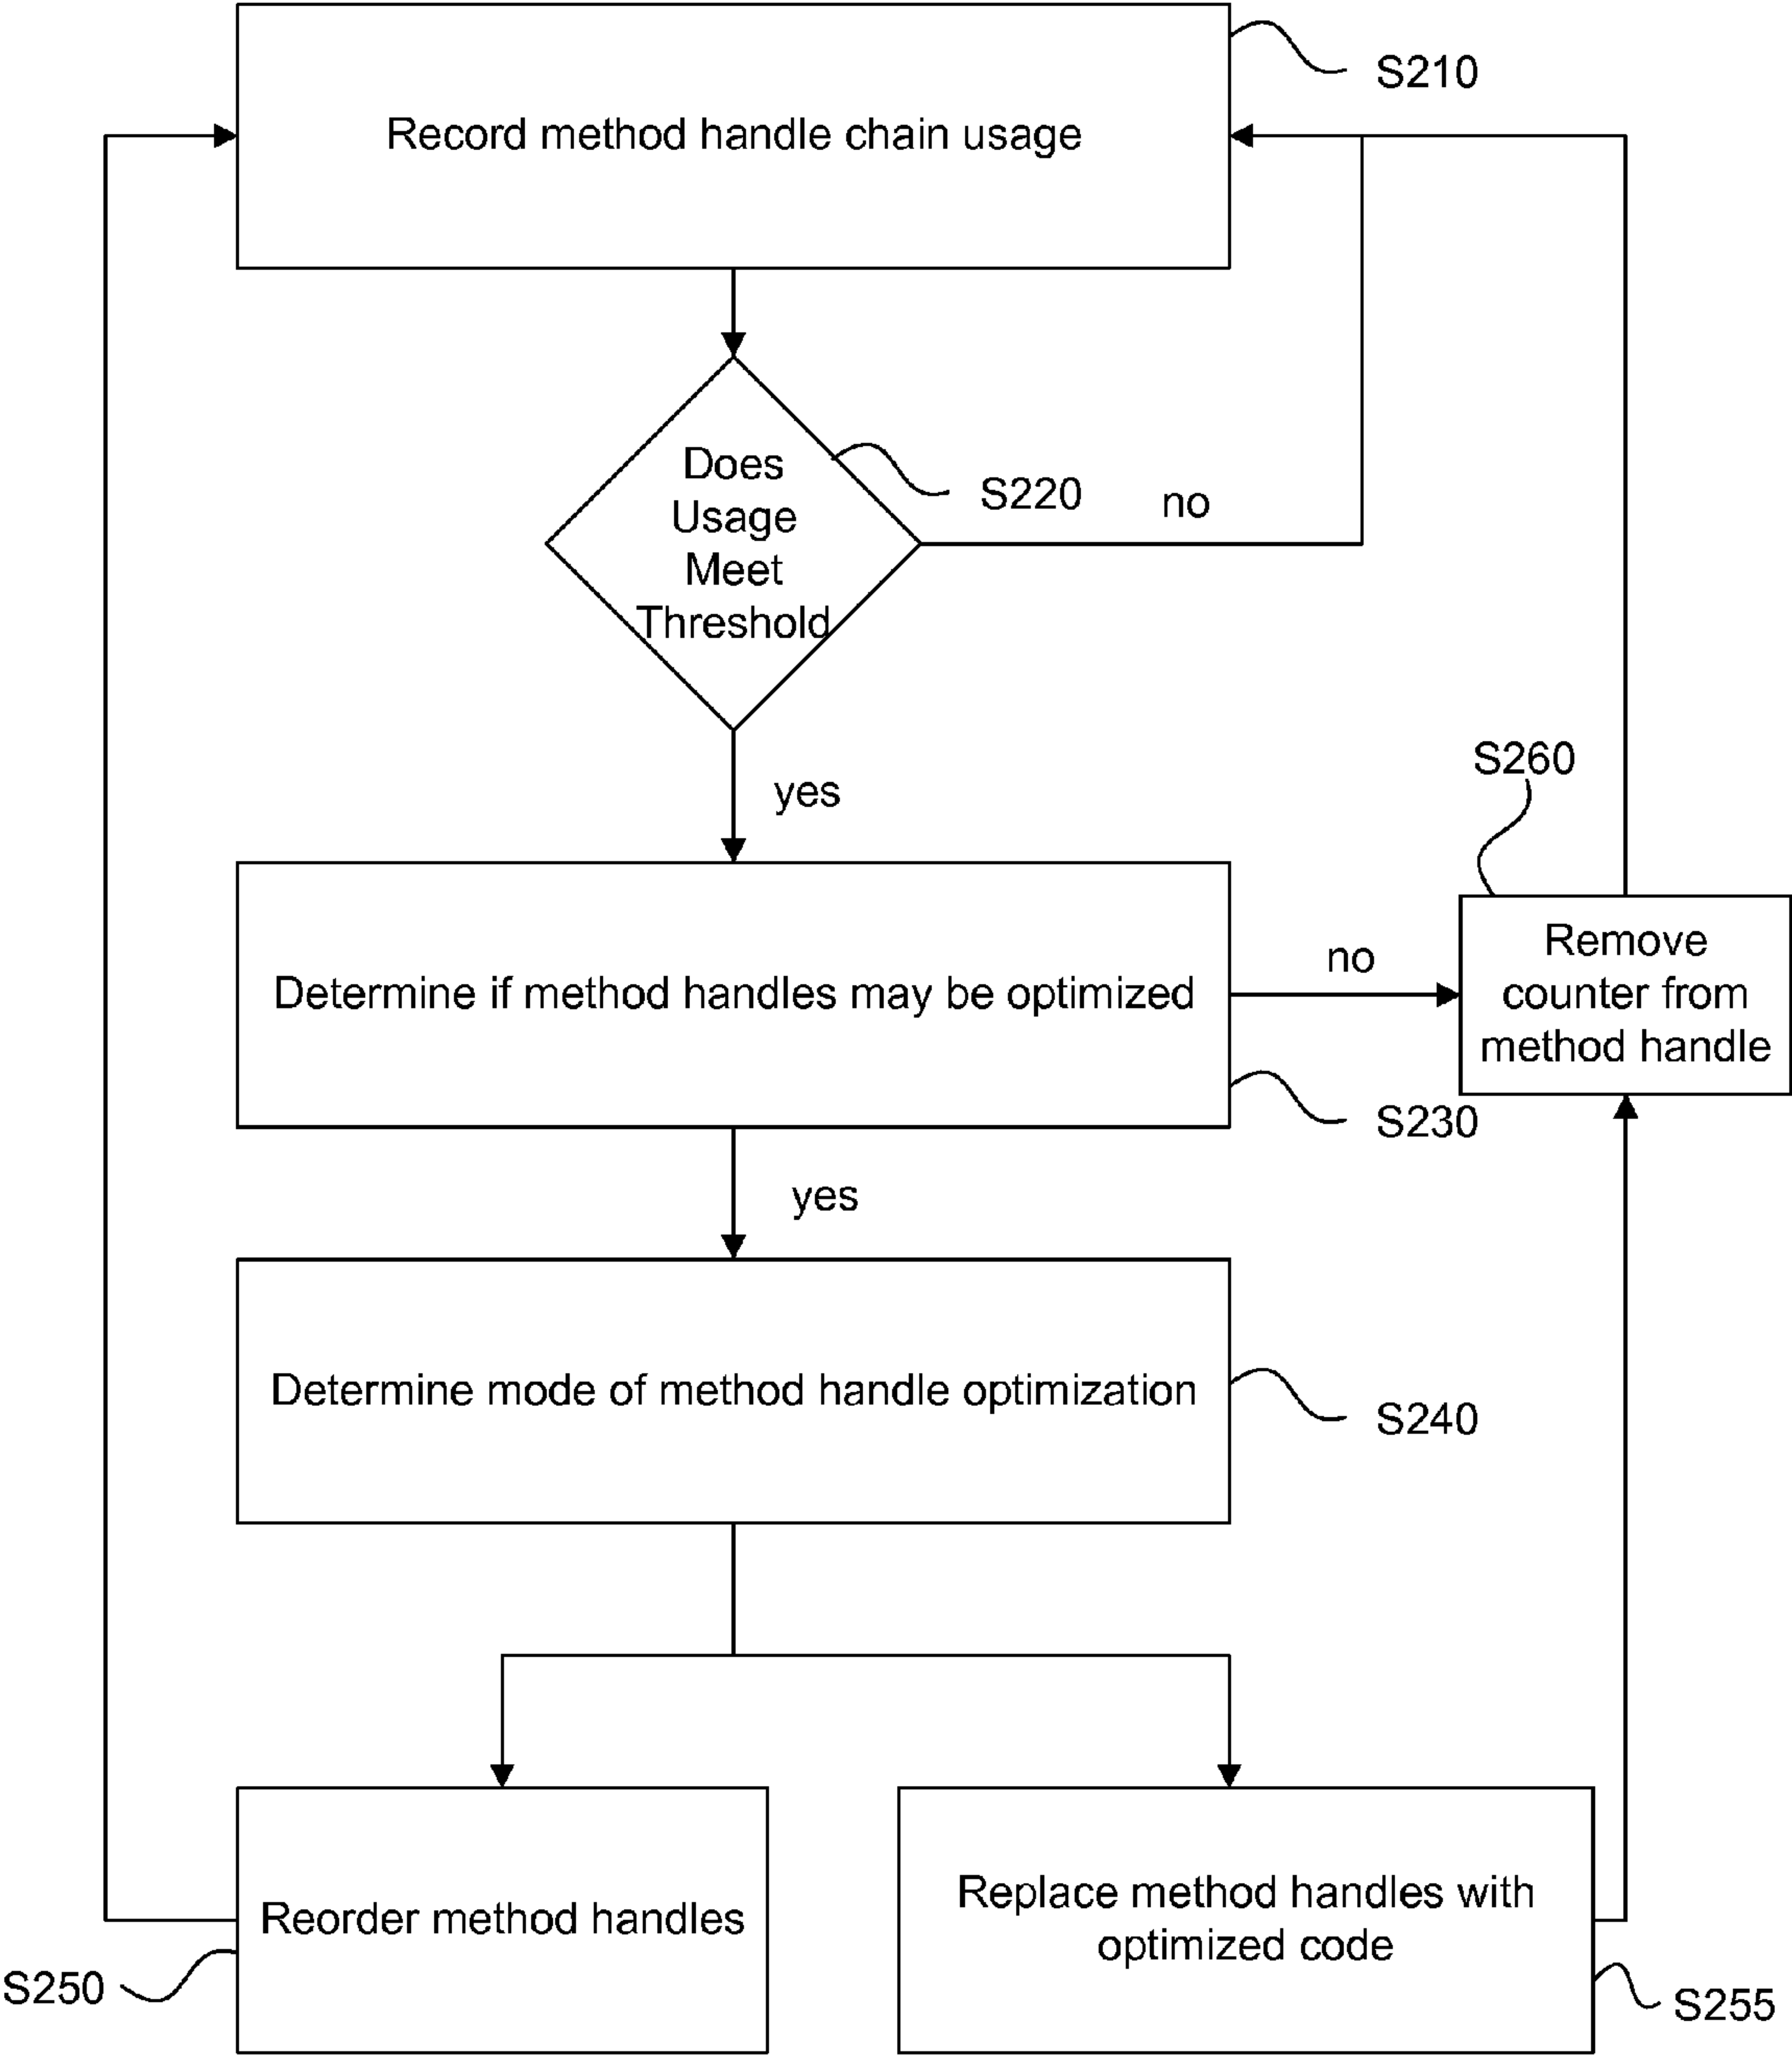 S210
Record method handle chain usage
Does
Usage
Meet
Threshold
S220
no
yes
S260
Remove
counter from
method handle
no
Determine if method handles may be optimized
S230
yes
Determine mode of method handle optimization
S240
Reorder method handles
Replace method handles with
optimized code
S250
S255